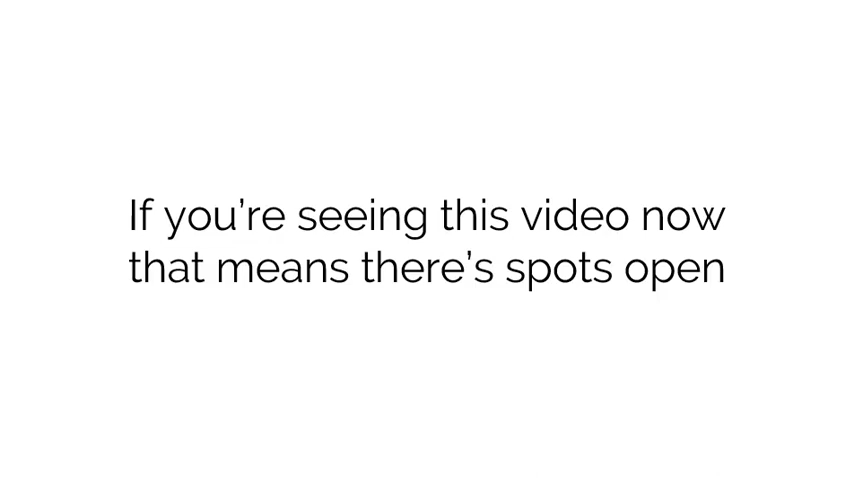 If you’re seeing this video now
that means there’s spots open